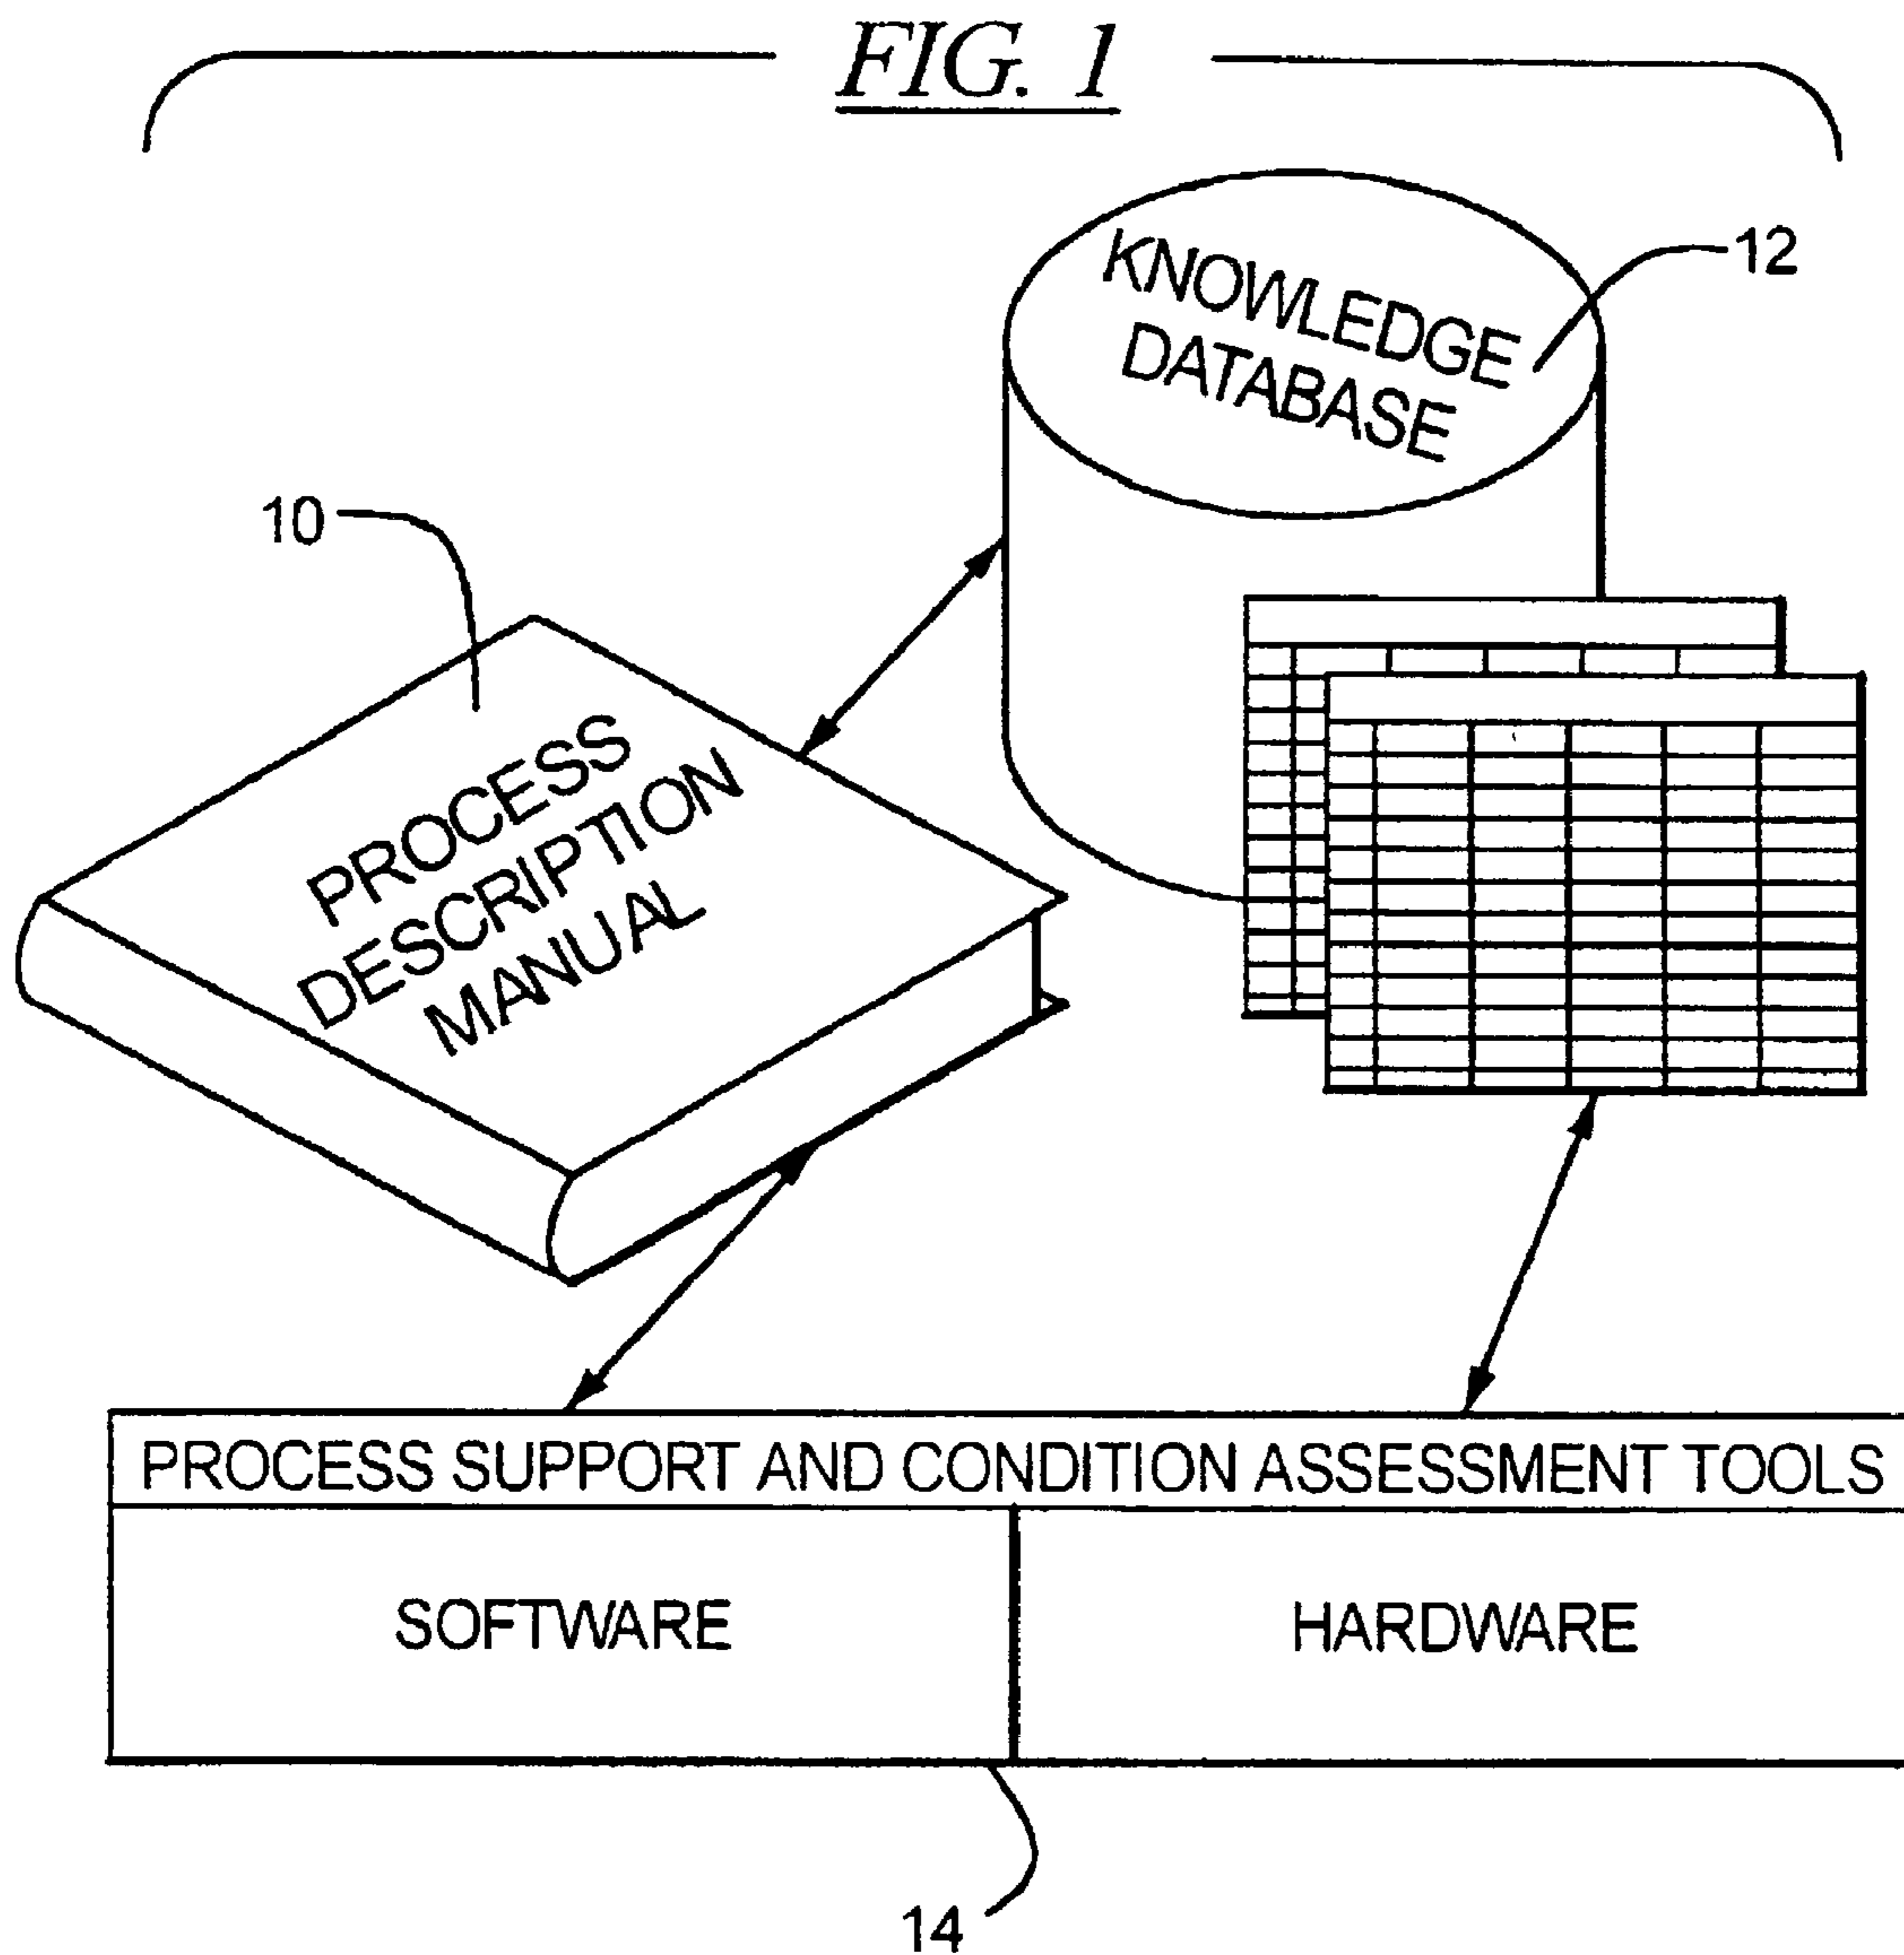 FIG. 1
KNOWLEDGE
DATABASE
12
10
PROCESS
DESCRIPTION
MANUAL
PROCESS SUPPORT AND CONDITION ASSESSMENT TOOLS
SOFTWARE
HARDWARE
14